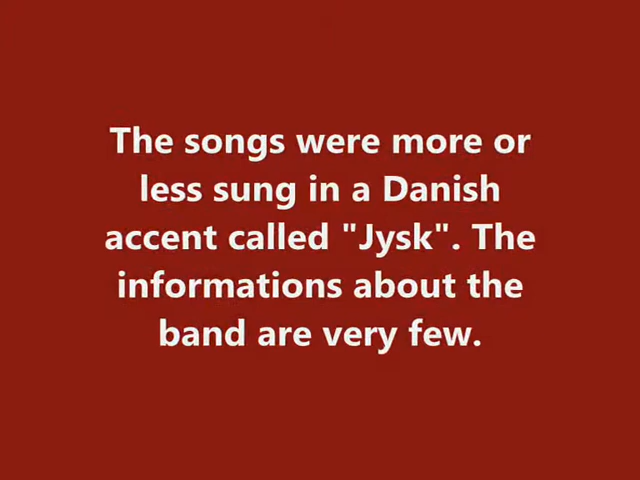 The songs were more or
less sung in a Danish
accent called "Jysk". The
informations about the
band are very few.